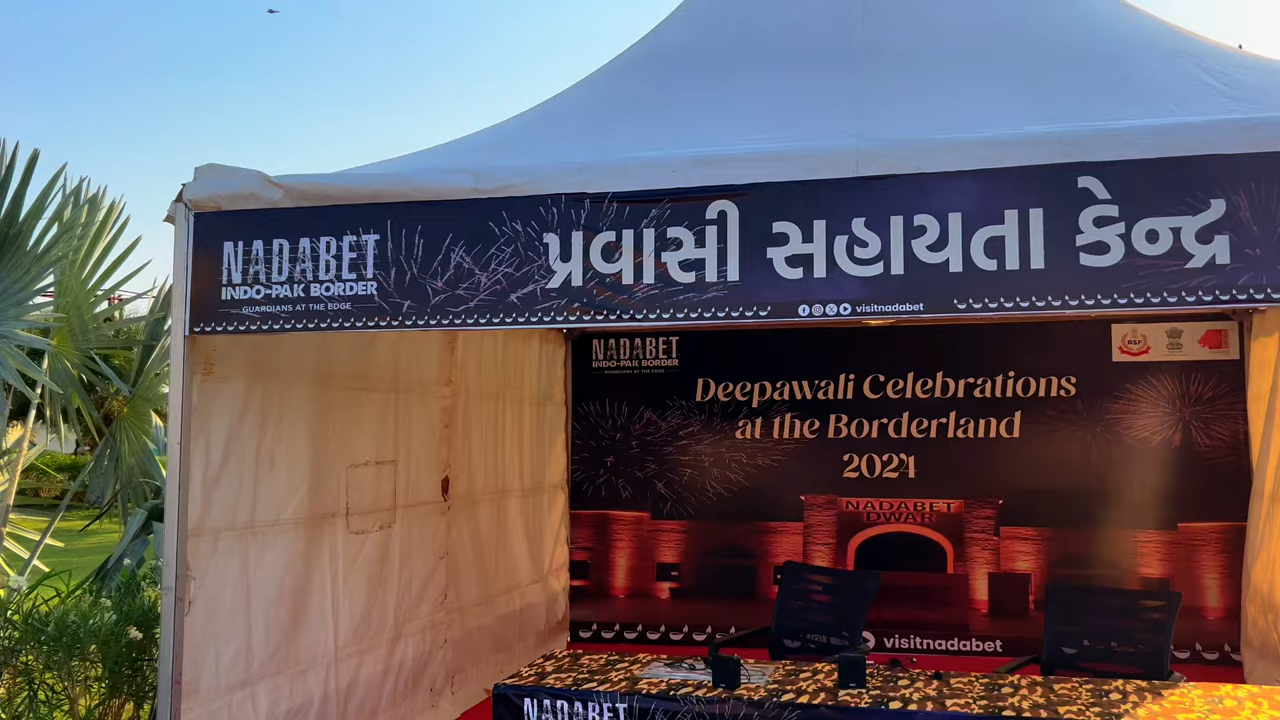 NADABET
INDO-PAK BORDER
GUARDIANS AT THE EDGE
પ્રવાસી સહાયતા કેન્દ્ર
visitnadabet
NADABET
INDO-PAK BORDER
GUARDIANS AT THE EDGE
BSF
Deepawali Celebrations
at the Borderland
2024
NADABET
DWAR
visitnadabet
NADABET